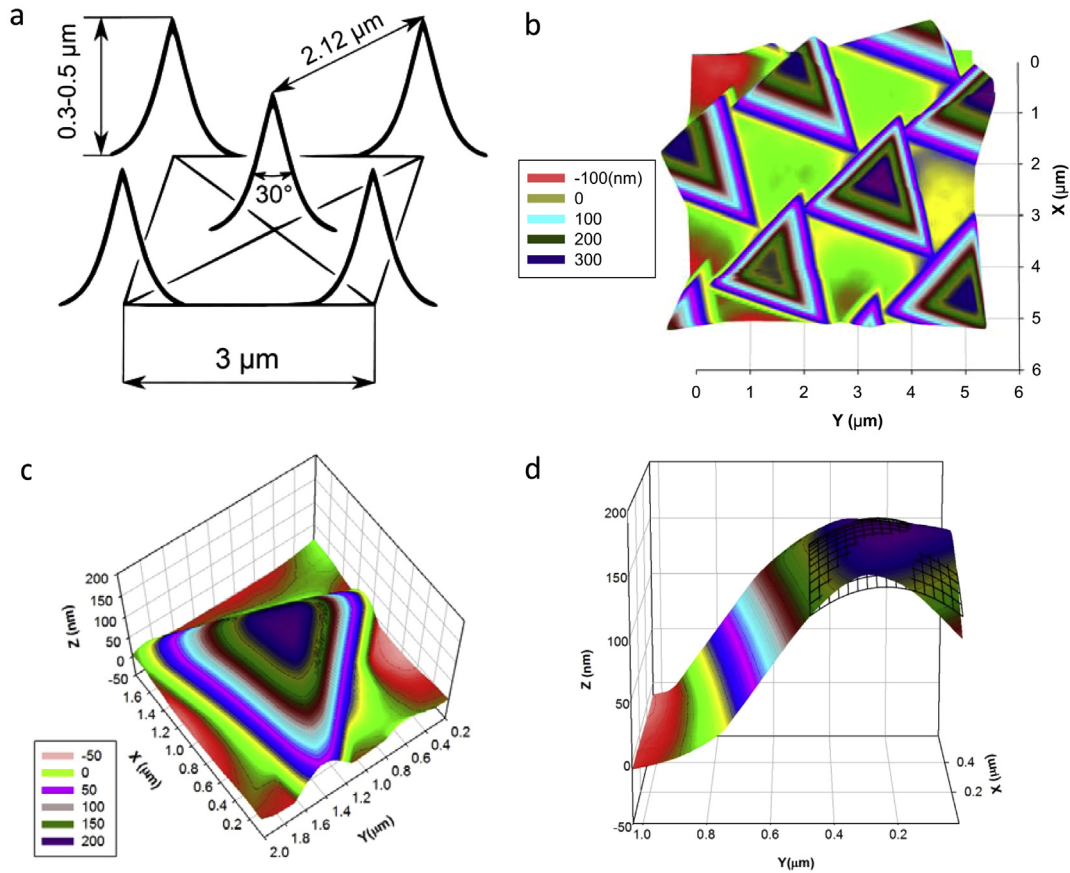 a
0.3-0.5 µm
2.12 µm
30°
3 µm
b
-100(nm)
0
100
200
300
0
1
2
3
4
5
6
X (µm)
0 1 2 3 4 5 6
Y (µm)
c
200
150
100
50
0
-50
Z (nm)
1.6
1.4
1.2
1.0
0.8
0.6
0.4
0.2
X (µm)
2.0 1.8 1.6 1.4 1.2 1.0 0.8 0.6 0.4 0.2
Y(µm)
-50
0
50
100
150
200
d
200
150
100
50
0
-50
Z (nm)
0.4
0.2
X (µm)
1.0 0.8 0.6 0.4 0.2
Y(µm)